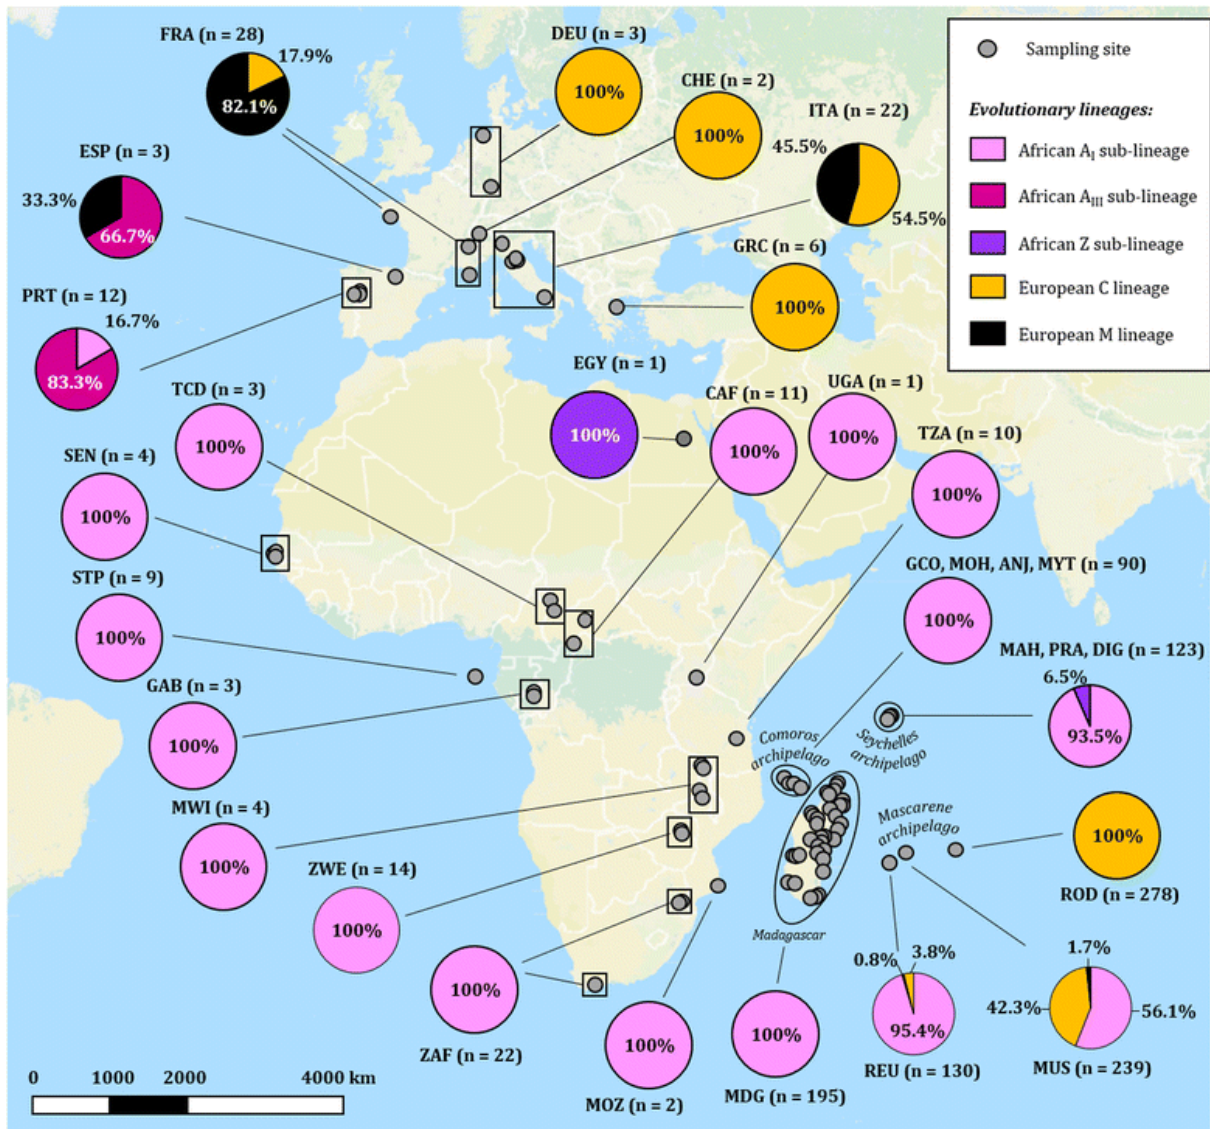 FRA (n = 28)
17.9%
82.1%
DEU (n = 3)
100%
CHE (n = 2)
100%
ITA (n = 22)
45.5%
54.5%
ESP (n = 3)
33.3%
66.7%
GRC (n = 6)
100%
PRT (n = 12)
16.7%
83.3%
Sampling site
Evolutionary lineages:
African AI sub-lineage
African AIII sub-lineage
African Z sub-lineage
European C lineage
European M lineage
TCD (n = 3)
100%
EGY (n = 1)
100%
CAF (n = 11)
100%
UGA (n = 1)
100%
TZA (n = 10)
100%
SEN (n = 4)
100%
STP (n = 9)
100%
GCO, MOH, ANJ, MYT (n = 90)
100%
MAH, PRA, DIG (n = 123)
6.5%
93.5%
GAB (n = 3)
100%
Comoros
archipelago
Seychelles
archipelago
MWI (n = 4)
100%
Mascarene
archipelago
100%
ROD (n = 278)
ZWE (n = 14)
100%
Madagascar
100%
ZAF (n = 22)
100%
MOZ (n = 2)
100%
MDG (n = 195)
0.8%
3.8%
95.4%
REU (n = 130)
1.7%
42.3%
56.1%
MUS (n = 239)
0 1000 2000 4000 km